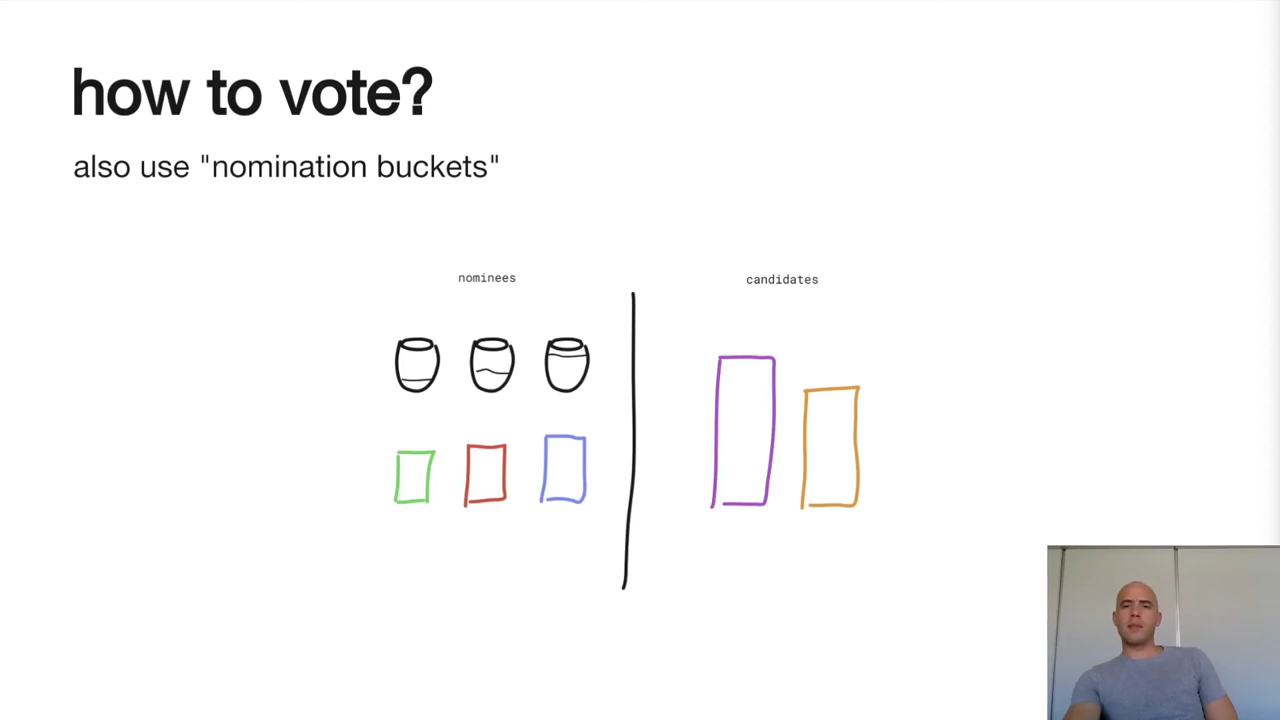 how to vote?
also use "nomination buckets"
nominees
candidates